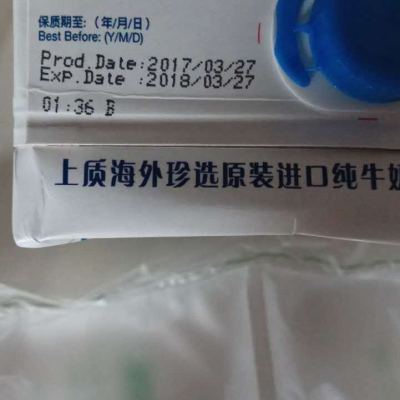 保质期至：（年/月/日）
Best Before: (Y/M/D)
Prod.Date:2017/03/27
Exp.Date :2018/03/27
01:36 B
上质海外珍选原装进口纯牛奶